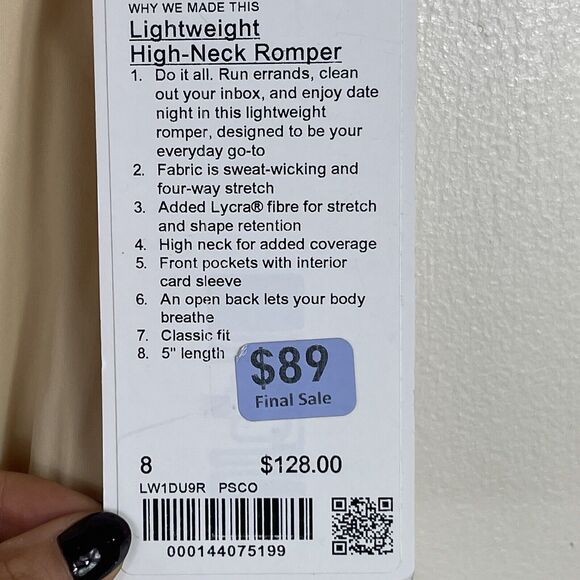 WHY WE MADE THIS
Lightweight
High-Neck Romper
1. Do it all. Run errands, clean
out your inbox, and enjoy date
night in this lightweight
romper, designed to be your
everyday go-to
2. Fabric is sweat-wicking and
four-way stretch
3. Added Lycra® fibre for stretch
and shape retention
4. High neck for added coverage
5. Front pockets with interior
card sleeve
6. An open back lets your body
breathe
7. Classic fit
8. 5" length
$89
Final Sale
8 $128.00
LW1DU9R PSCO
000144075199